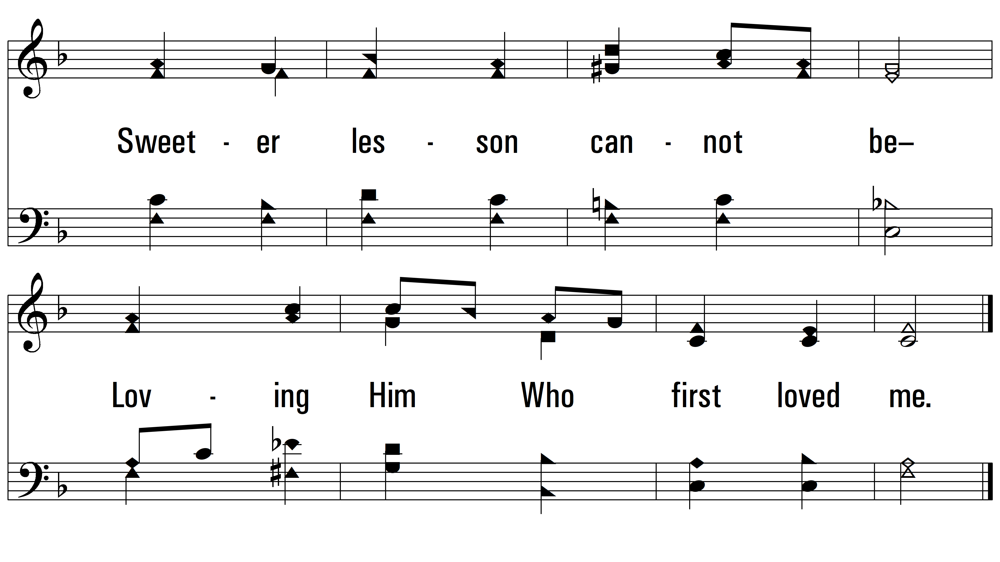 Sweet - er les - son can - not be–
Lov - ing Him Who first loved me.